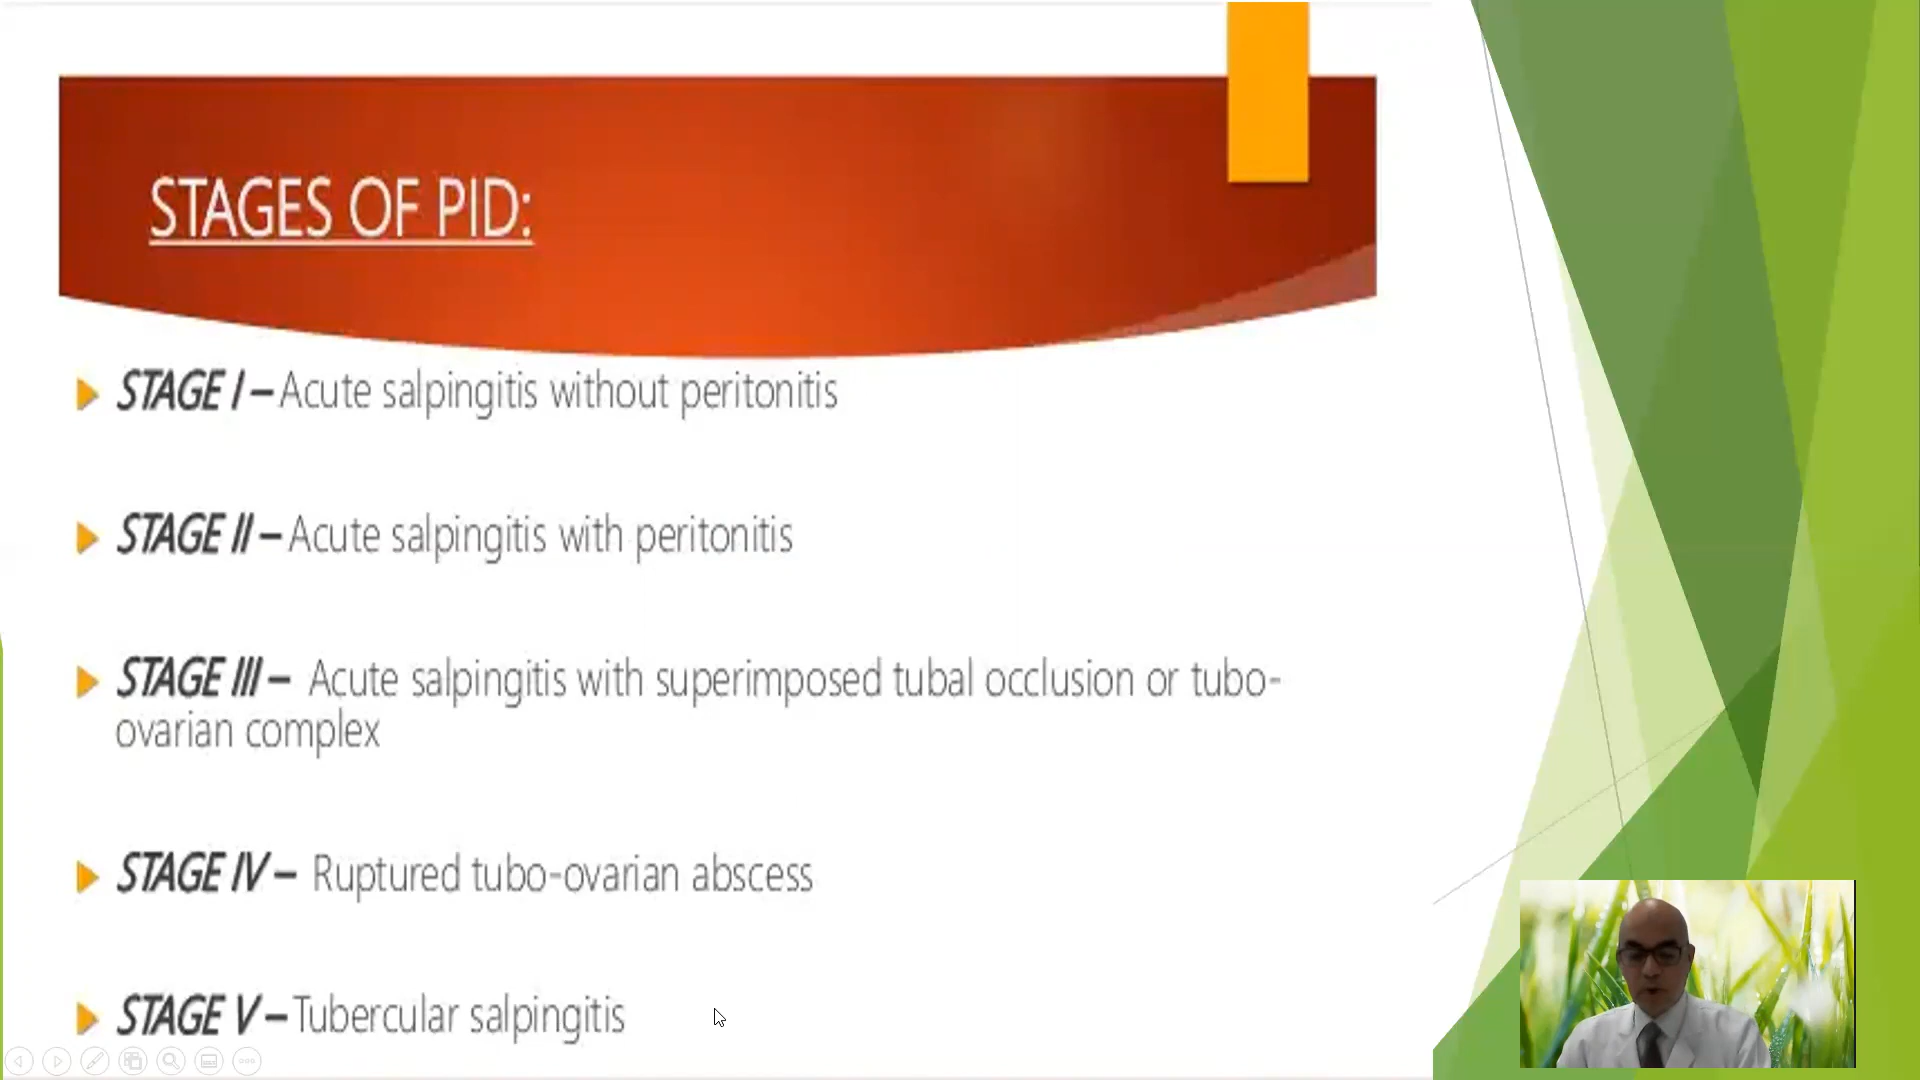 STAGES OF PID:
STAGE I – Acute salpingitis without peritonitis
STAGE II – Acute salpingitis with peritonitis
STAGE III – Acute salpingitis with superimposed tubal occlusion or tubo-
ovarian complex
STAGE IV – Ruptured tubo-ovarian abscess
STAGE V – Tubercular salpingitis